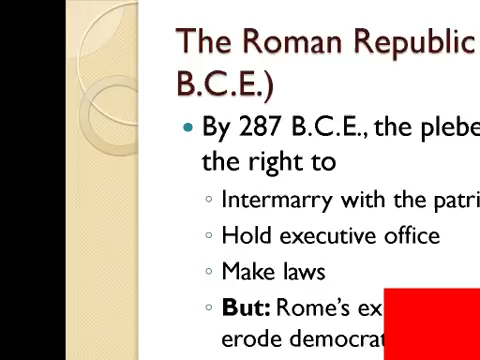 The Roman Republic
B.C.E.)
• By 287 B.C.E., the plebe
the right to
◦ Intermarry with the patri
◦ Hold executive office
◦ Make laws
◦ But: Rome's ex
erode democrat